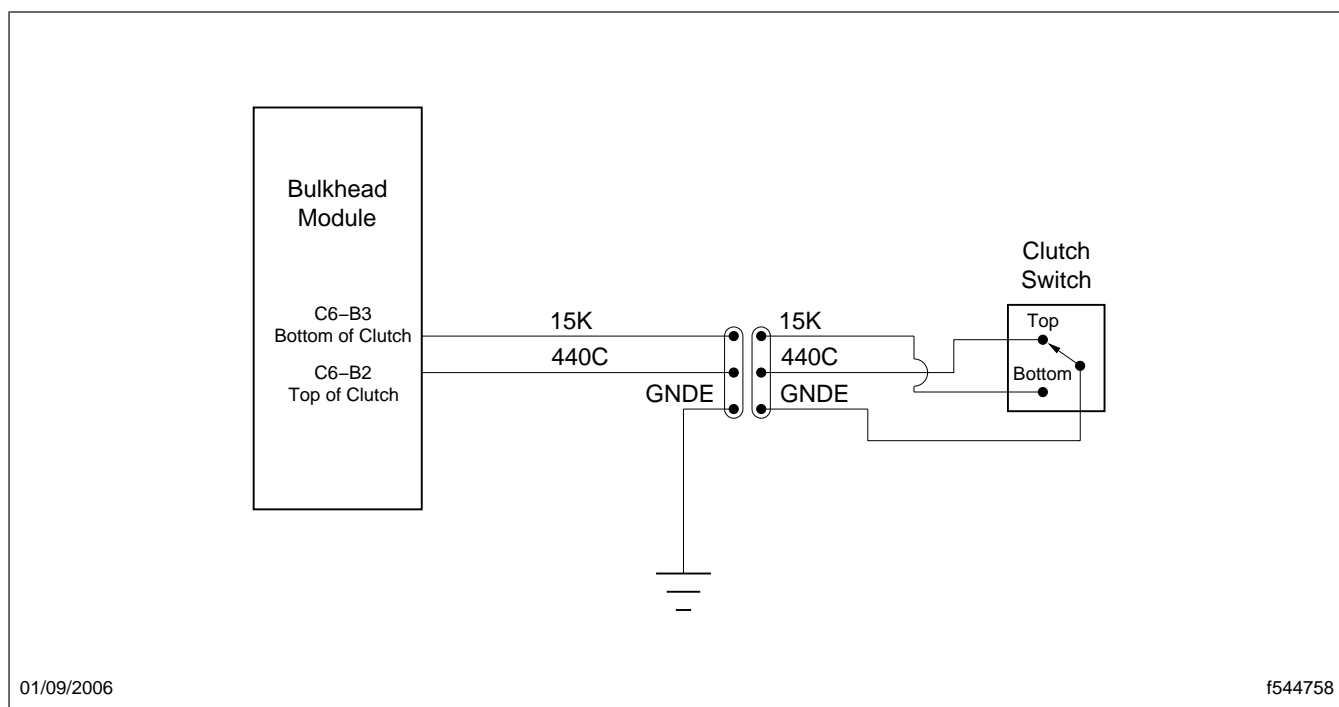 Bulkhead
Module
C6−B3
Bottom of Clutch
C6−B2
Top of Clutch
15K
440C
GNDE
15K
440C
GNDE
Clutch
Switch
Top
Bottom
01/09/2006
f544758